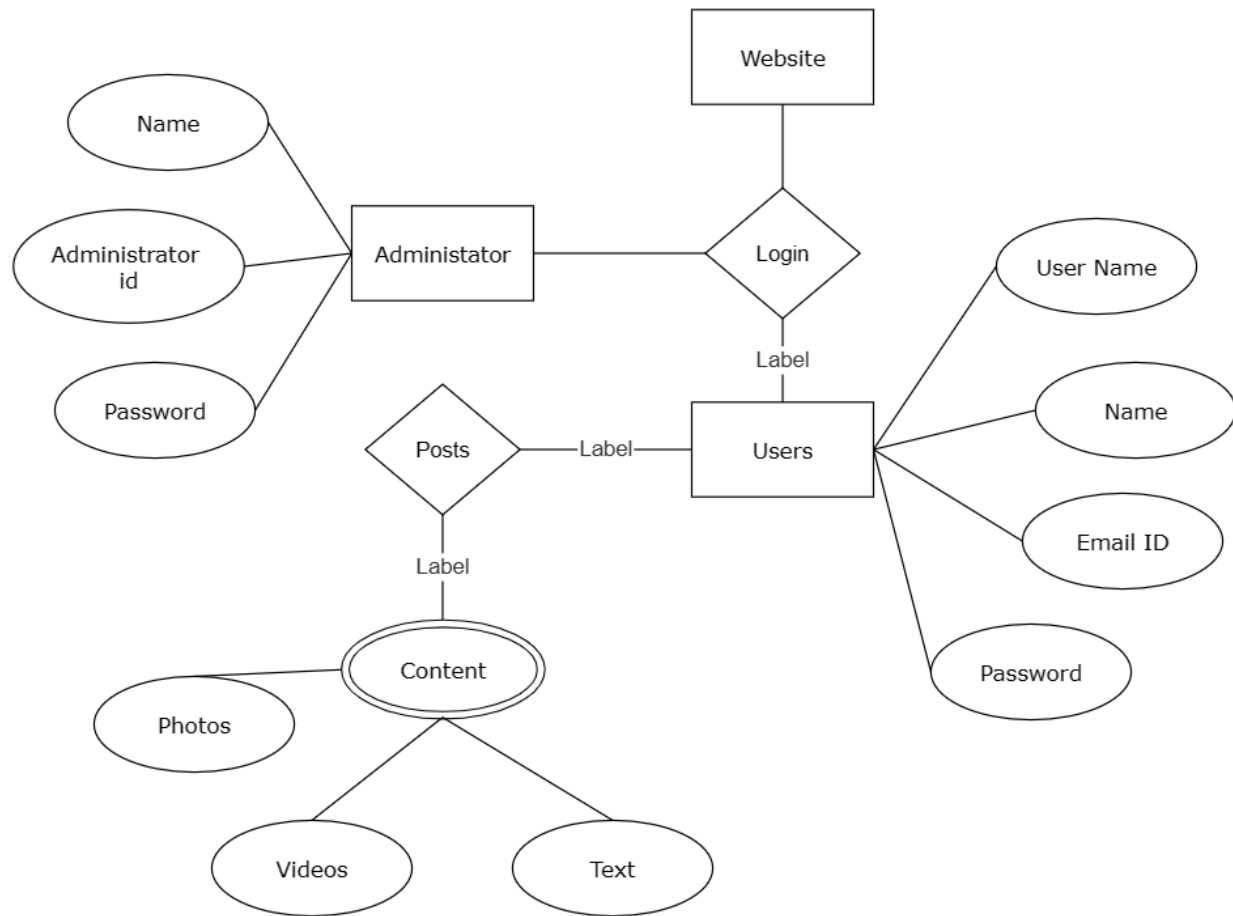 Website
Name
Administrator
id
Administator
Login
User Name
Label
Password
Name
Posts
Label
Users
Email ID
Label
Content
Password
Photos
Videos
Text